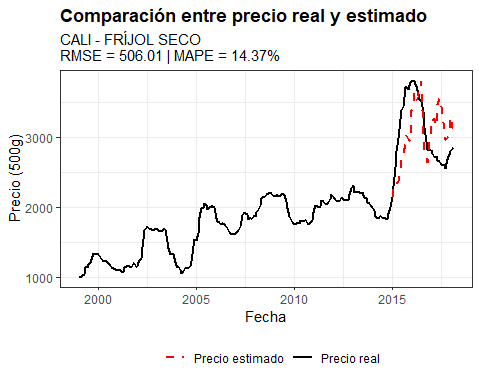 Comparación entre precio real y estimado
CALI - FRÍJOL SECO
RMSE = 506.01 | MAPE = 14.37%
Precio (500g)
3000
2000
1000
2000
2005
2010
2015
Fecha
Precio estimado
Precio real